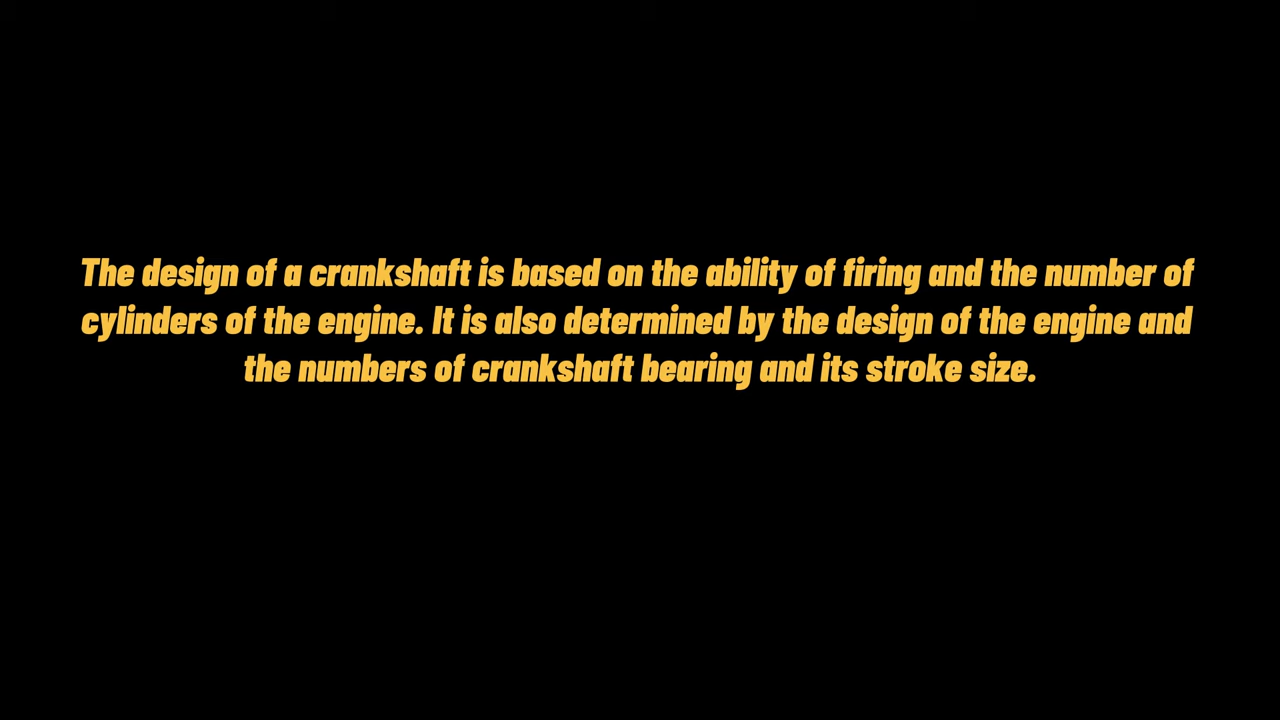 The design of a crankshaft is based on the ability of firing and the number of
cylinders of the engine. It is also determined by the design of the engine and
the numbers of crankshaft bearing and its stroke size.